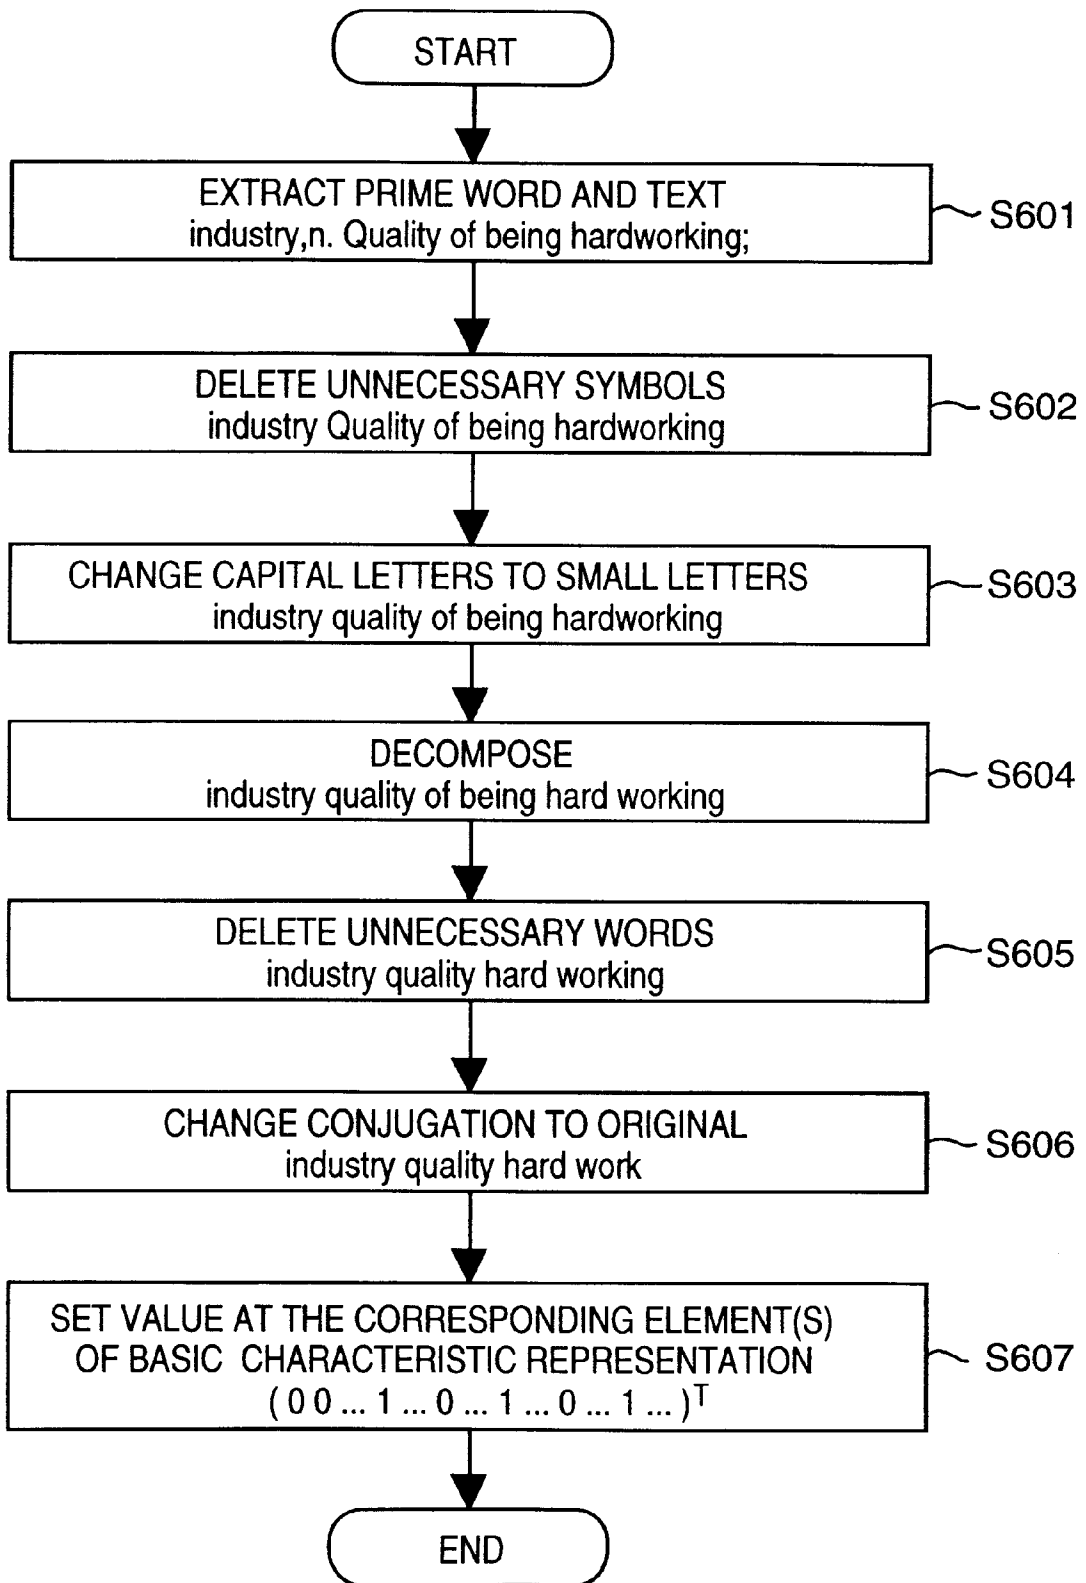 START
EXTRACT PRIME WORD AND TEXT
industry,n. Quality of being hardworking;
S601
DELETE UNNECESSARY SYMBOLS
industry Quality of being hardworking
S602
CHANGE CAPITAL LETTERS TO SMALL LETTERS
industry quality of being hardworking
S603
DECOMPOSE
industry quality of being hard working
S604
DELETE UNNECESSARY WORDS
industry quality hard working
S605
CHANGE CONJUGATION TO ORIGINAL
industry quality hard work
S606
SET VALUE AT THE CORRESPONDING ELEMENT(S)
OF BASIC CHARACTERISTIC REPRESENTATION
( 0 0 ... 1 ... 0 ... 1 ... 0 ... 1 ... )ᵀ
S607
END